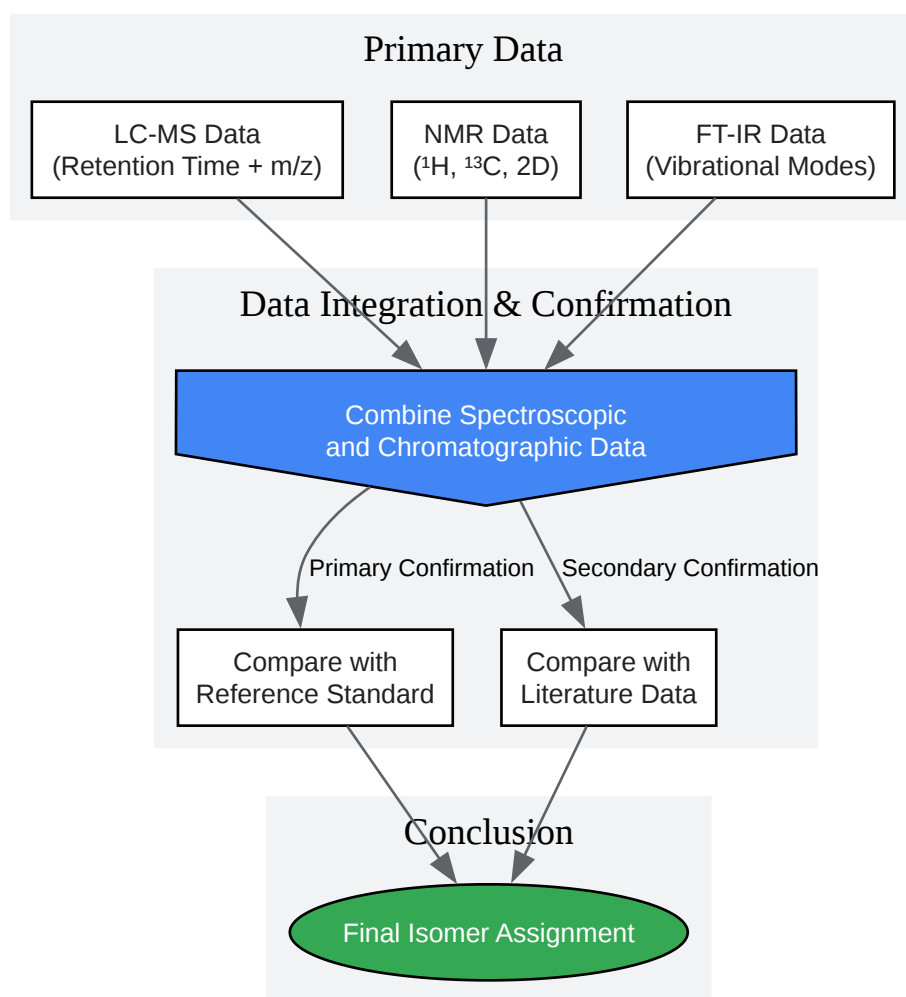 Primary Data
LC-MS Data
(Retention Time + m/z)
NMR Data
(¹H, ¹³C, 2D)
FT-IR Data
(Vibrational Modes)
Data Integration & Confirmation
Combine Spectroscopic
and Chromatographic Data
Primary Confirmation
Secondary Confirmation
Compare with
Reference Standard
Compare with
Literature Data
Conclusion
Final Isomer Assignment